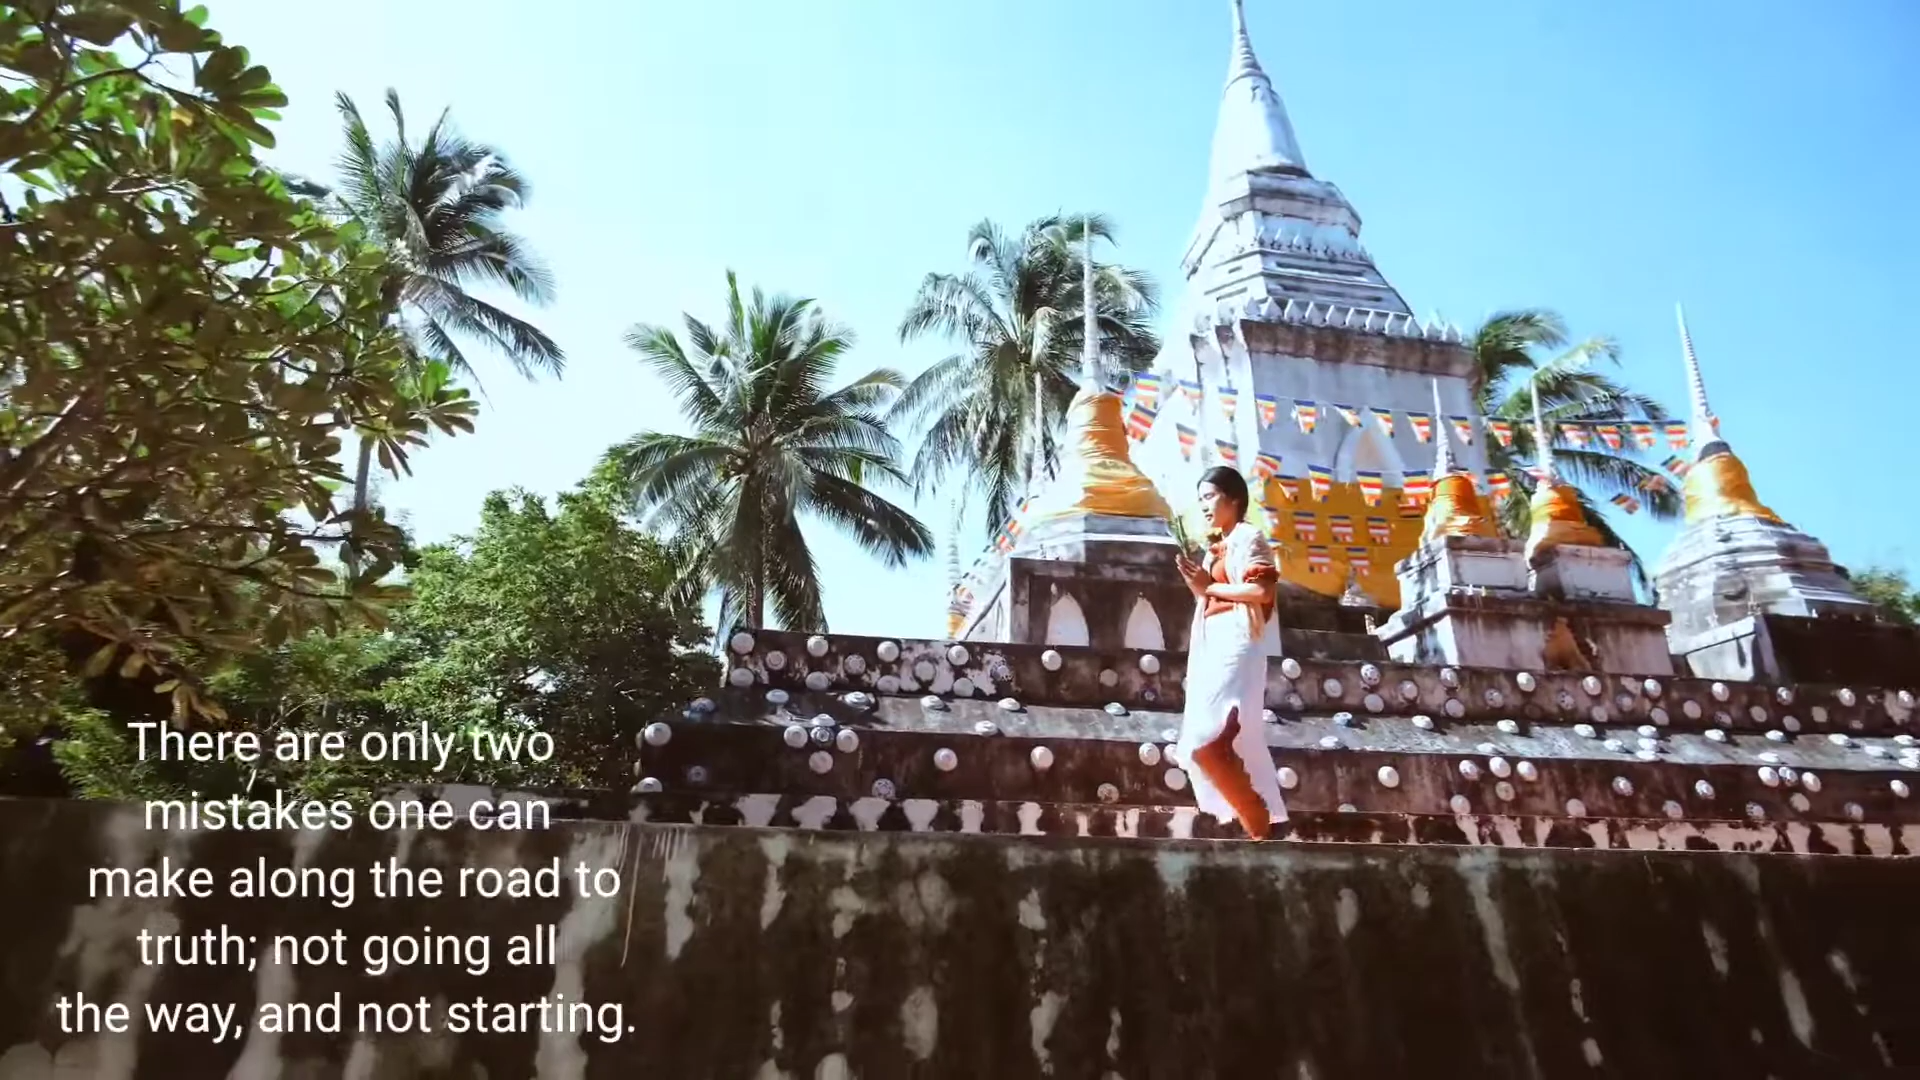 There are only two
mistakes one can
make along the road to
truth; not going all
the way, and not starting.